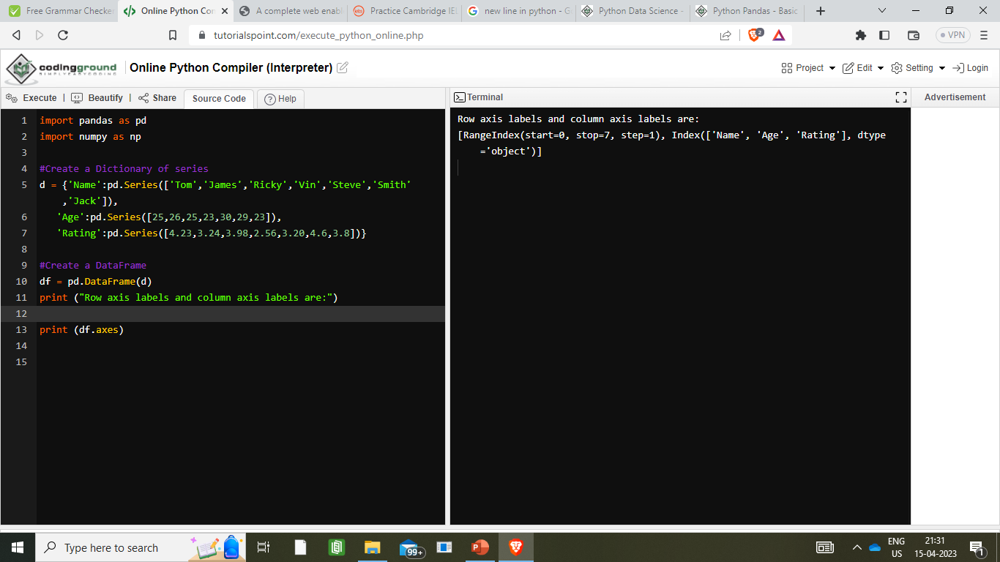 Free Grammar Checker
Online Python Con
A complete web enab
Practice Cambridge IEL
new line in python - G
Python Data Science -
Python Pandas - Basic
tutorialspoint.com/execute_python_online.php
2
VPN
codingground
SIMPLYEASYCODING
Online Python Compiler (Interpreter)
Project
Edit
Setting
Login
Execute | Beautify | Share
Source Code
Help
Terminal
Advertisement
1 import pandas as pd
2 import numpy as np
3
4 #Create a Dictionary of series
5 d = {'Name':pd.Series(['Tom','James','Ricky','Vin','Steve','Smith'
,'Jack']),
6 'Age':pd.Series([25,26,25,23,30,29,23]),
7 'Rating':pd.Series([4.23,3.24,3.98,2.56,3.20,4.6,3.8])}
8
9 #Create a DataFrame
10 df = pd.DataFrame(d)
11 print ("Row axis labels and column axis labels are:")
12
13 print (df.axes)
14
15
Row axis labels and column axis labels are:
[RangeIndex(start=0, stop=7, step=1), Index(['Name', 'Age', 'Rating'], dtype
='object')]
Type here to search
99+
ENG
US
21:31
15-04-2023
1